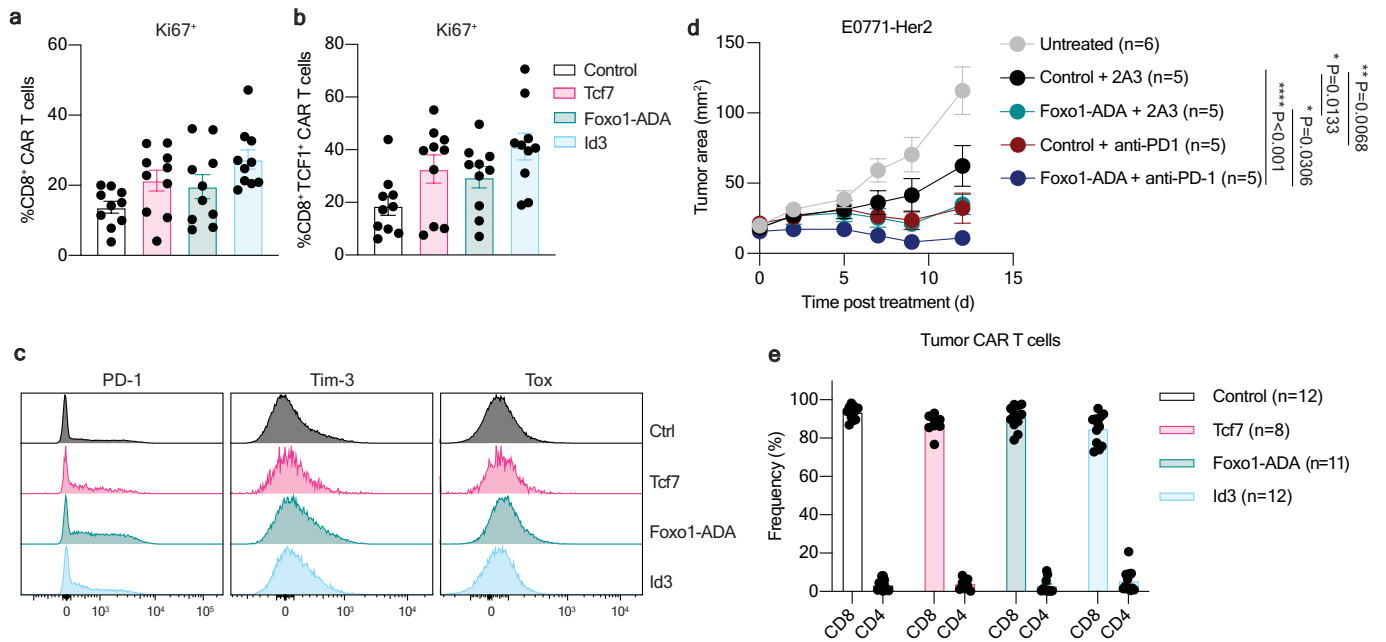 a
Ki67⁺
%CD8⁺ CAR T cells
60
40
20
0
b
Ki67⁺
%CD8⁺TCF1⁺ CAR T cells
80
60
40
20
0
Control
Tcf7
Foxo1-ADA
Id3
d
E0771-Her2
Tumor area (mm²)
150
100
50
0
0
5
10
15
Time post treatment (d)
Untreated (n=6)
Control + 2A3 (n=5)
Foxo1-ADA + 2A3 (n=5)
Control + anti-PD1 (n=5)
Foxo1-ADA + anti-PD-1 (n=5)
** P=0.0068
* P=0.0133
* P=0.0306
**** P<0.001
c
PD-1
Tim-3
Tox
Ctrl
Tcf7
Foxo1-ADA
Id3
0 10³ 10⁴ 10⁵
0 10³ 10⁴
0 10³ 10⁴
e
Tumor CAR T cells
Frequency (%)
100
80
60
40
20
0
CD8 CD4 CD8 CD4 CD8 CD4 CD8 CD4
Control (n=12)
Tcf7 (n=8)
Foxo1-ADA (n=11)
Id3 (n=12)